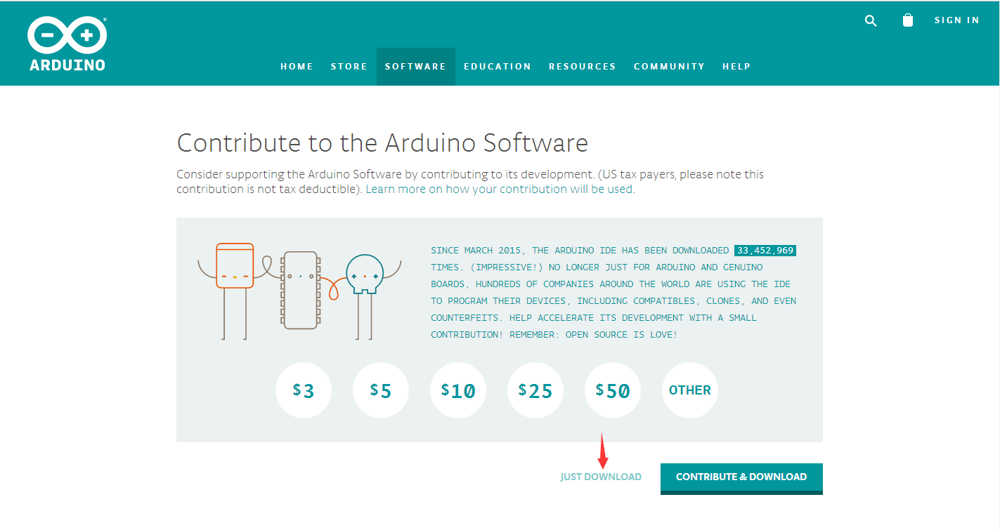 SIGN IN
ARDUINO
HOME STORE SOFTWARE EDUCATION RESOURCES COMMUNITY HELP
Contribute to the Arduino Software
Consider supporting the Arduino Software by contributing to its development. (US tax payers, please note this
contribution is not tax deductible). Learn more on how your contribution will be used.
SINCE MARCH 2015, THE ARDUINO IDE HAS BEEN DOWNLOADED 33,452,969
TIMES. (IMPRESSIVE!) NO LONGER JUST FOR ARDUINO AND GENUINO
BOARDS, HUNDREDS OF COMPANIES AROUND THE WORLD ARE USING THE IDE
TO PROGRAM THEIR DEVICES, INCLUDING COMPATIBLES, CLONES, AND EVEN
COUNTERFEITS. HELP ACCELERATE ITS DEVELOPMENT WITH A SMALL
CONTRIBUTION! REMEMBER: OPEN SOURCE IS LOVE!
$3 $5 $10 $25 $50 OTHER
JUST DOWNLOAD CONTRIBUTE & DOWNLOAD